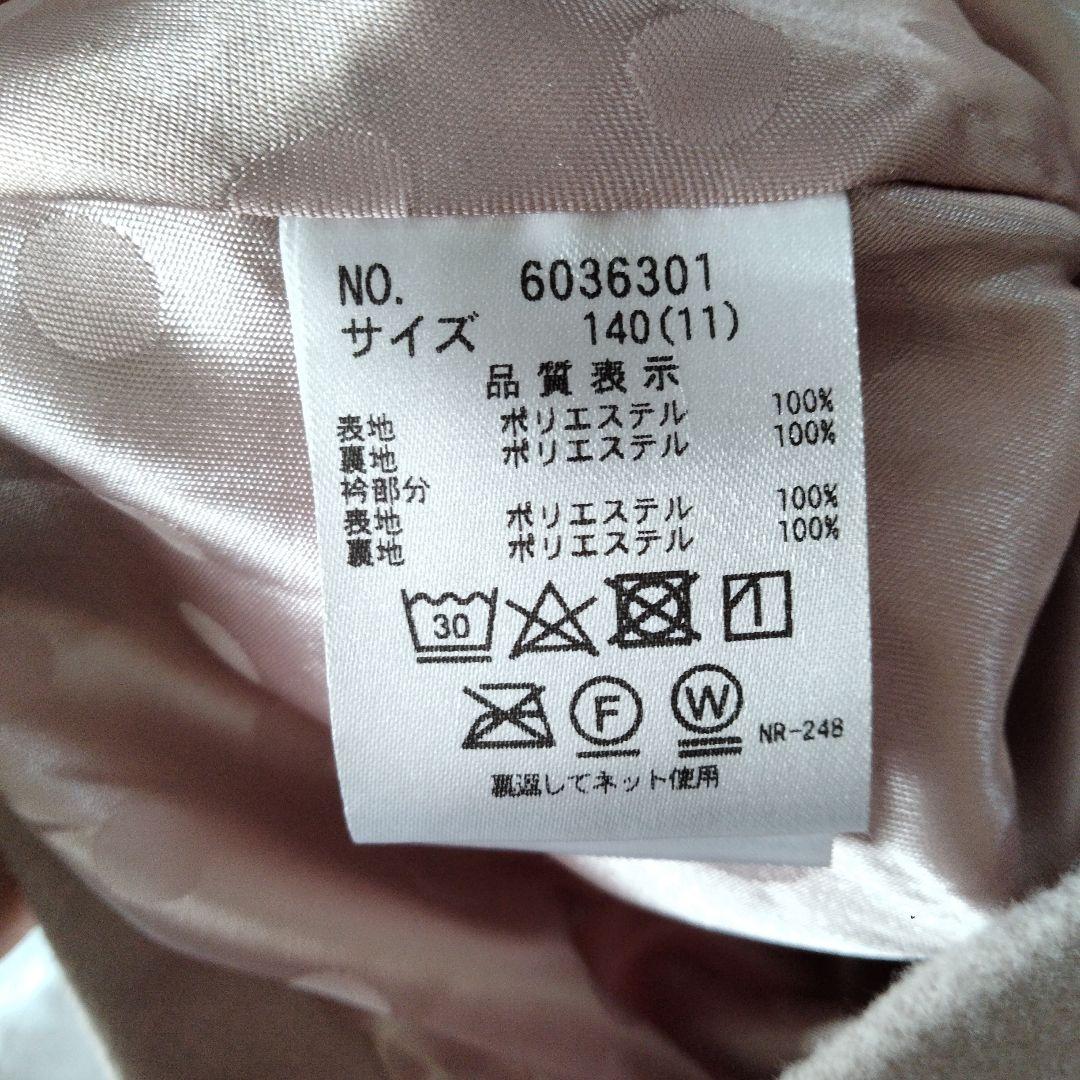 NO. 6036301
サイズ 140(11)
品質表示
表地 ポリエステル 100%
裏地 ポリエステル 100%
衿部分
表地 ポリエステル 100%
裏地 ポリエステル 100%
30 1
F W NR-248
裏返してネット使用